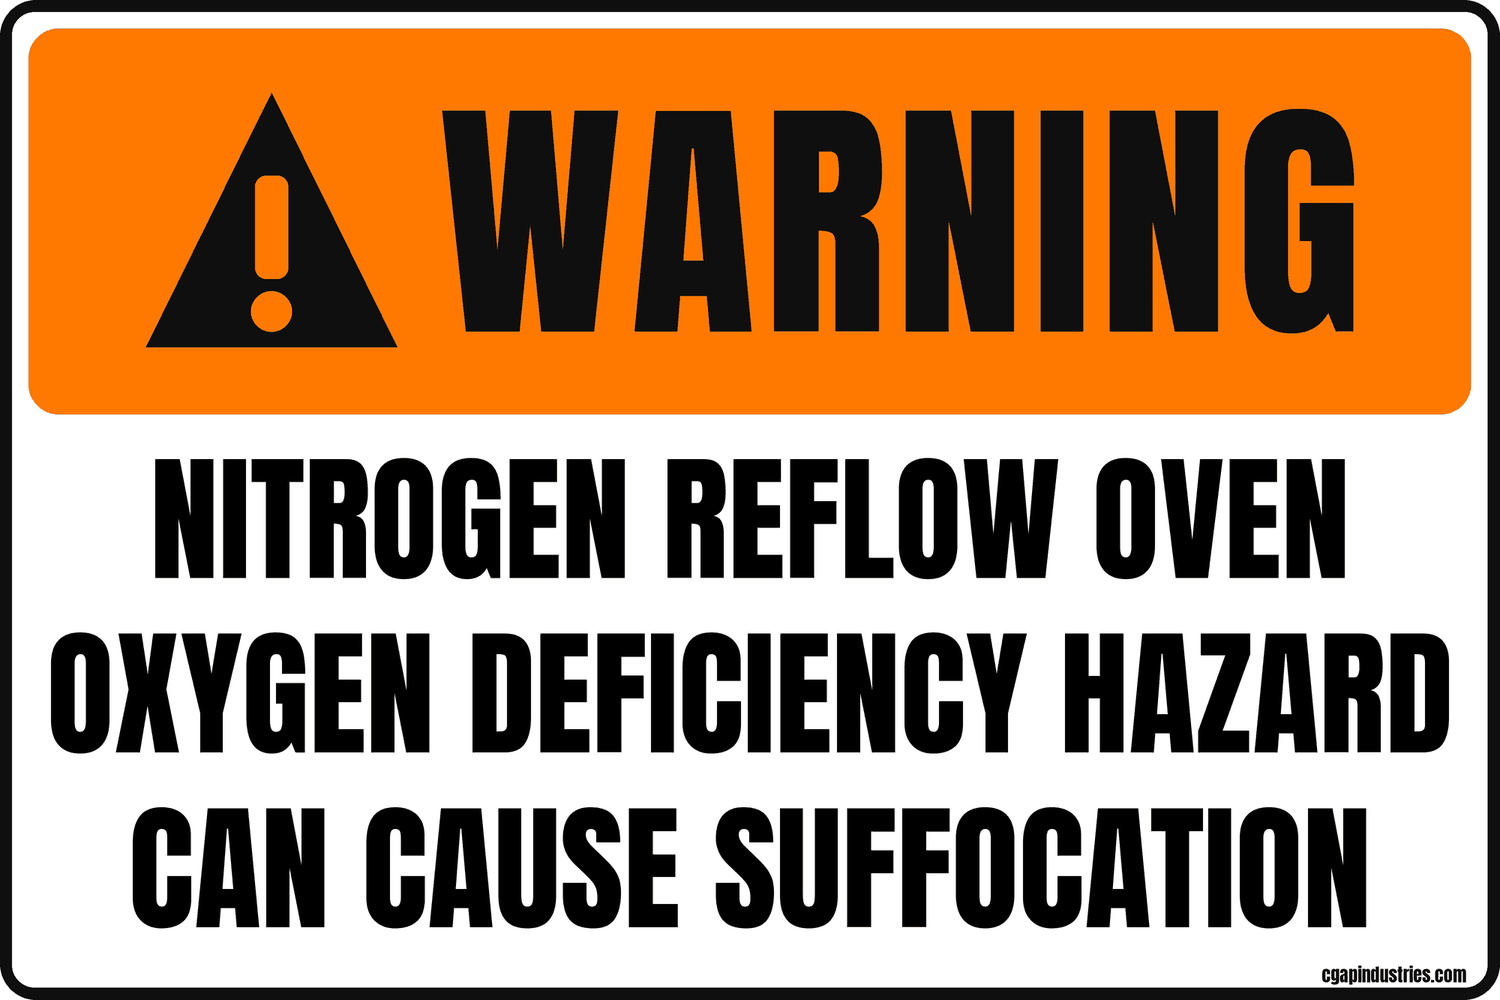 WARNING
NITROGEN REFLOW OVEN
OXYGEN DEFICIENCY HAZARD
CAN CAUSE SUFFOCATION
cgapindustries.com